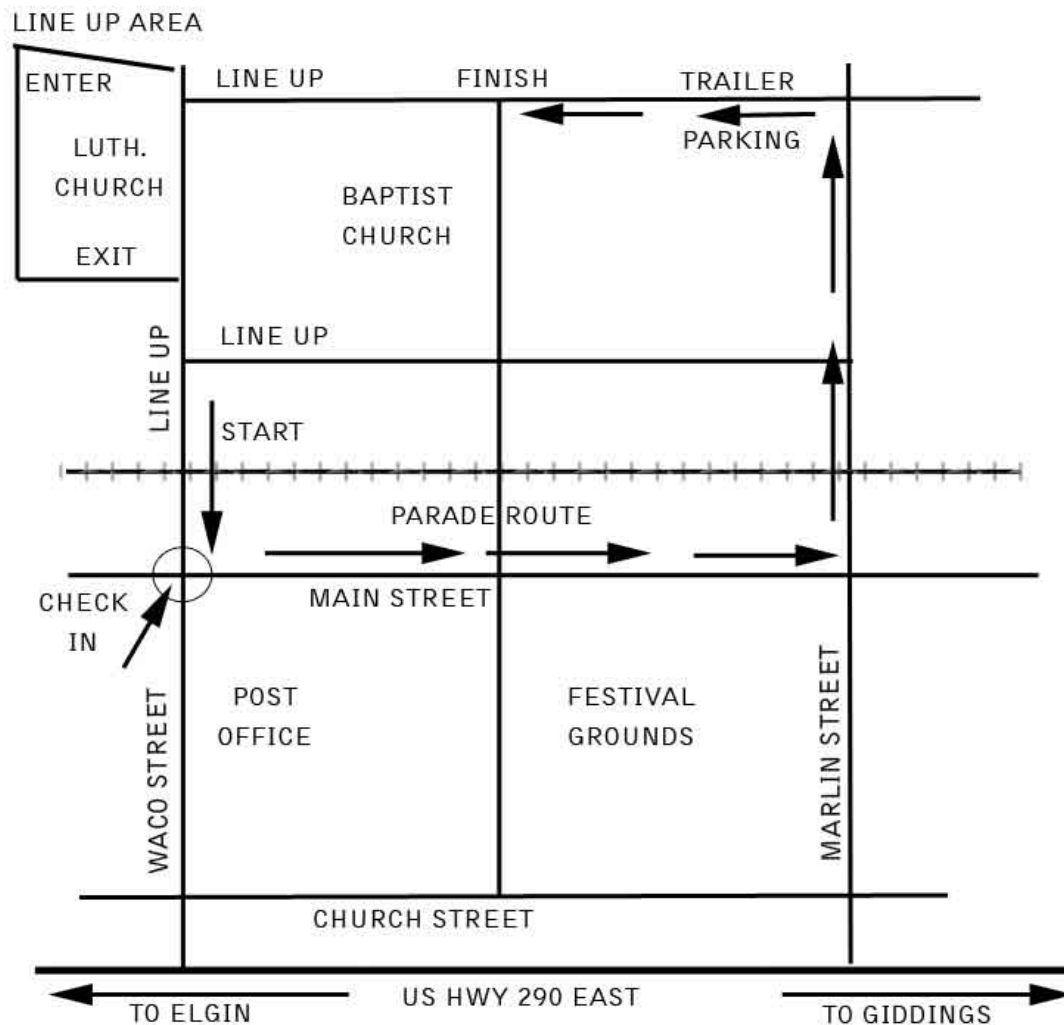 LINE UP AREA
ENTER
LINE UP
FINISH
TRAILER
PARKING
LUTH.
CHURCH
BAPTIST
CHURCH
EXIT
LINE UP
LINE UP
START
PARADE ROUTE
MAIN STREET
CHECK
IN
POST
OFFICE
FESTIVAL
GROUNDS
WACO STREET
MARLIN STREET
CHURCH STREET
US HWY 290 EAST
TO ELGIN
TO GIDDINGS